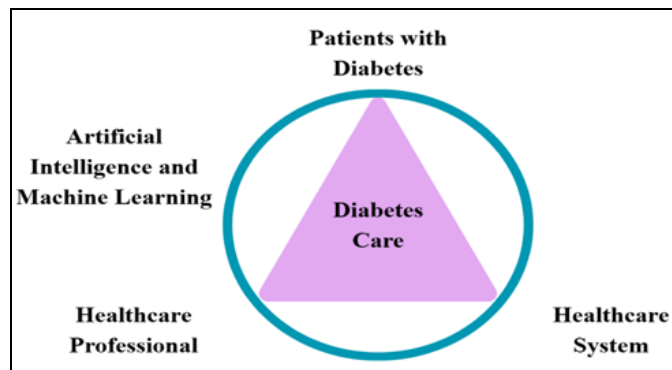 Patients with
Diabetes
Artificial
Intelligence and
Machine Learning
Diabetes
Care
Healthcare
Professional
Healthcare
System